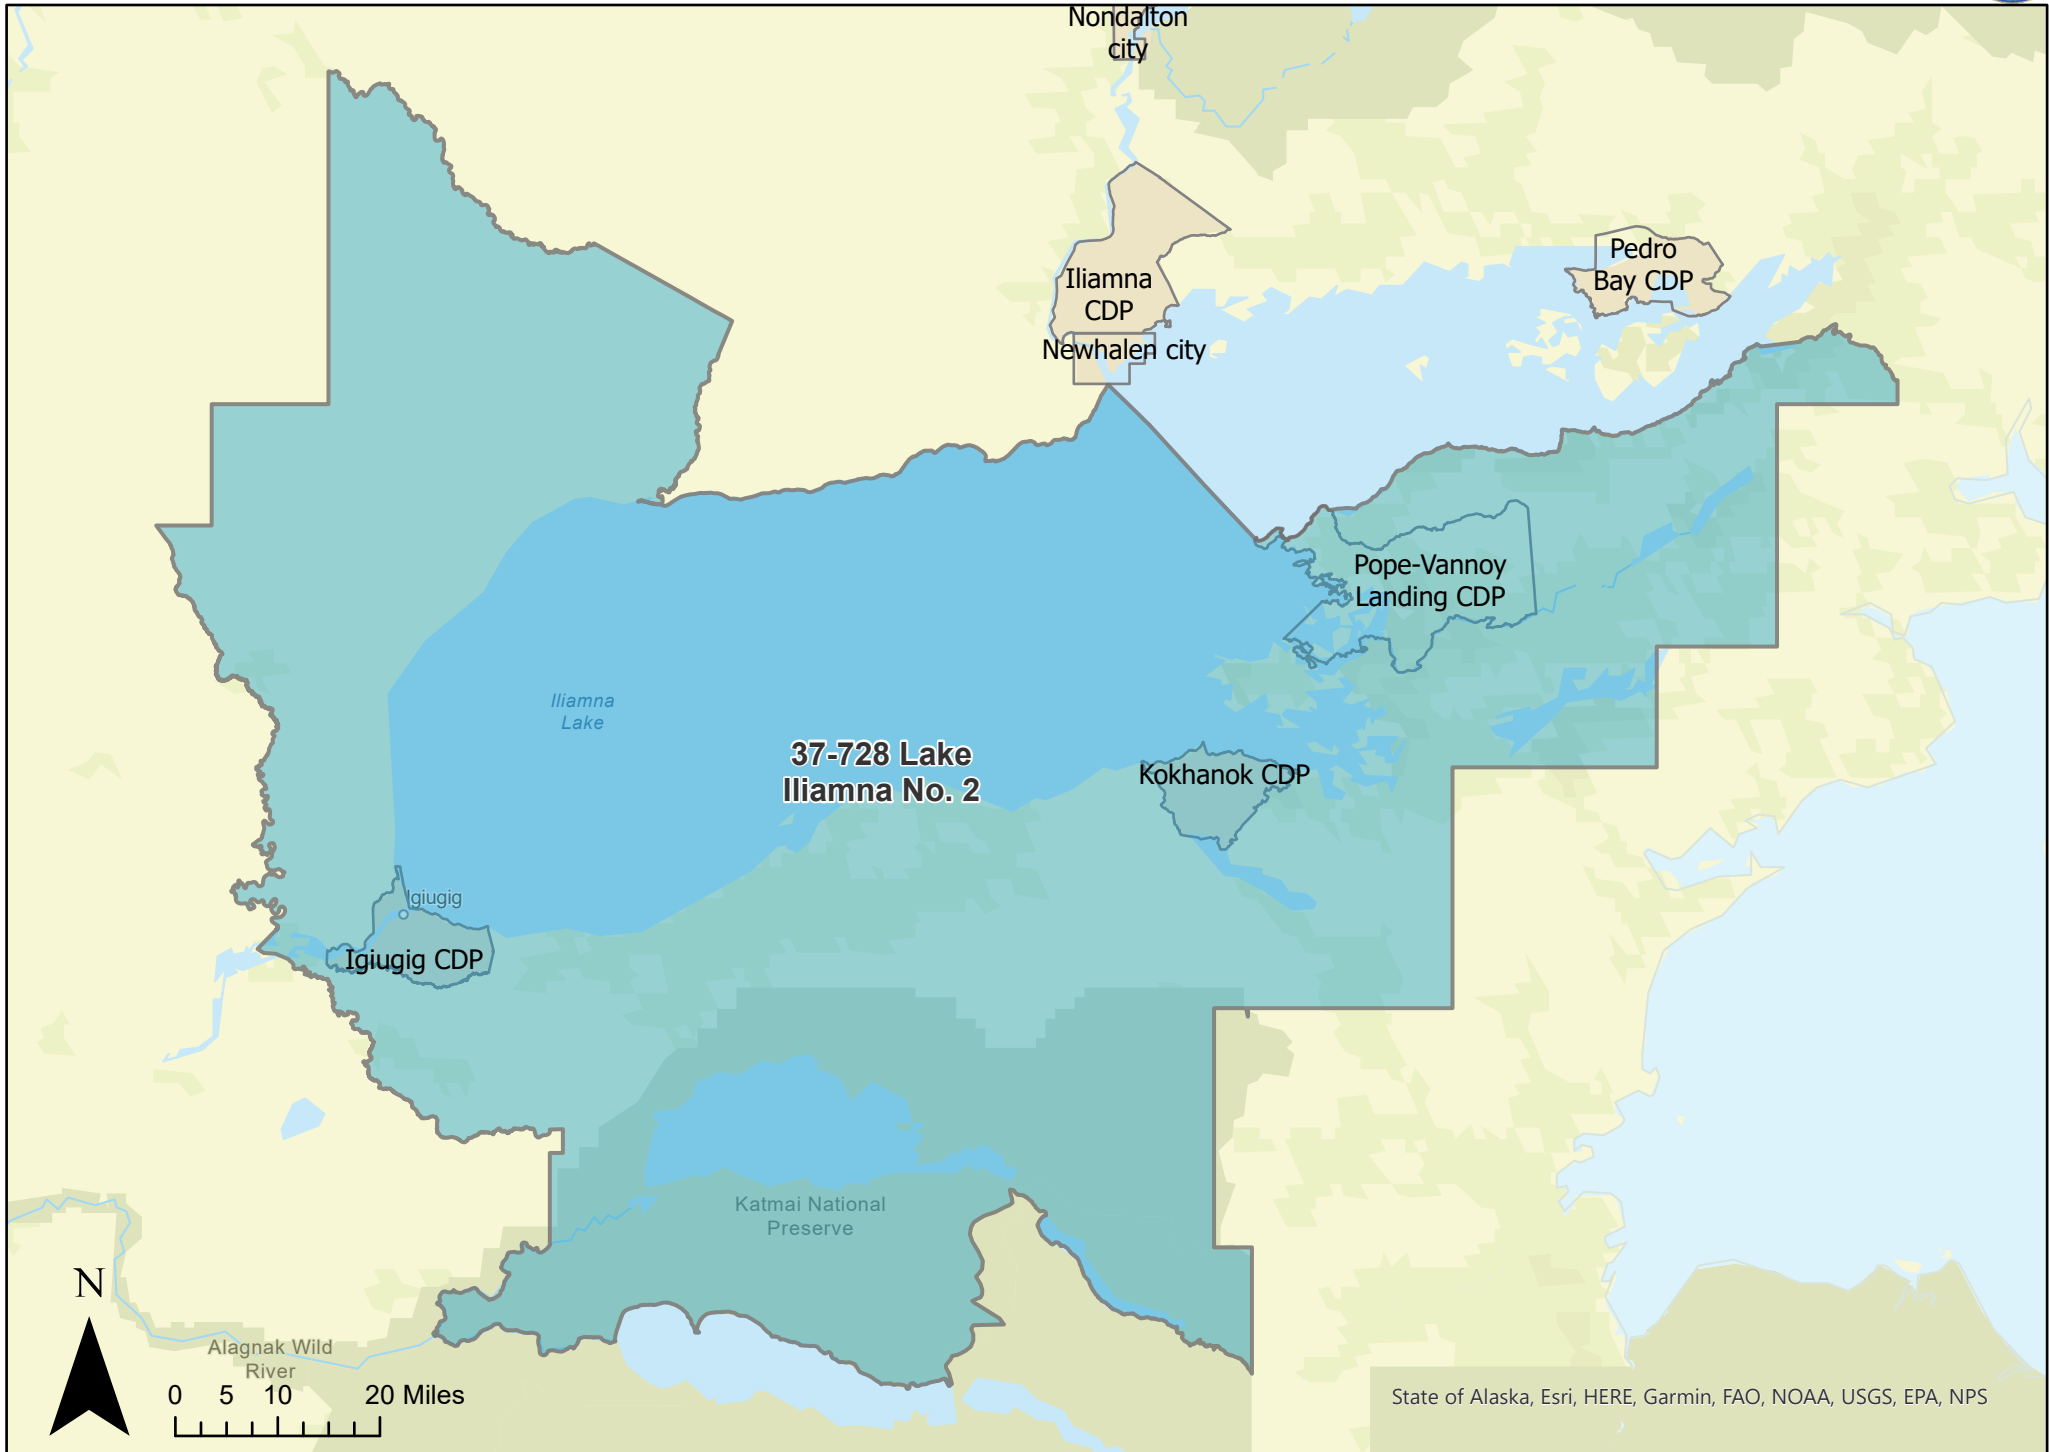 Nondalton
city
Iliamna
CDP
Newhalen city
Pedro
Bay CDP
Pope-Vannoy
Landing CDP
Iliamna
Lake
37-728 Lake
Iliamna No. 2
Kokhanok CDP
Igiugig
Igiugig CDP
Katmai National
Preserve
N
Alagnak Wild
River
0 5 10 20 Miles
State of Alaska, Esri, HERE, Garmin, FAO, NOAA, USGS, EPA, NPS